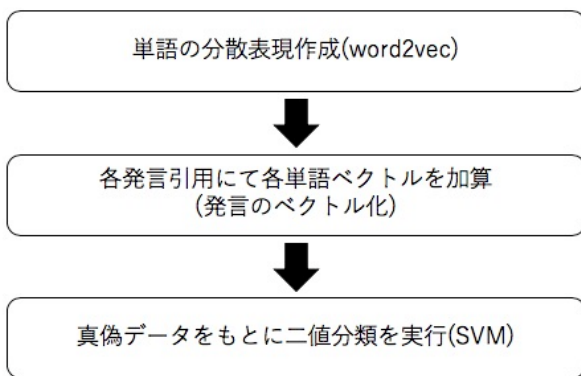 単語の分散表現作成(word2vec)
各発言引用にて各単語ベクトルを加算
(発言のベクトル化)
真偽データをもとに二値分類を実行(SVM)